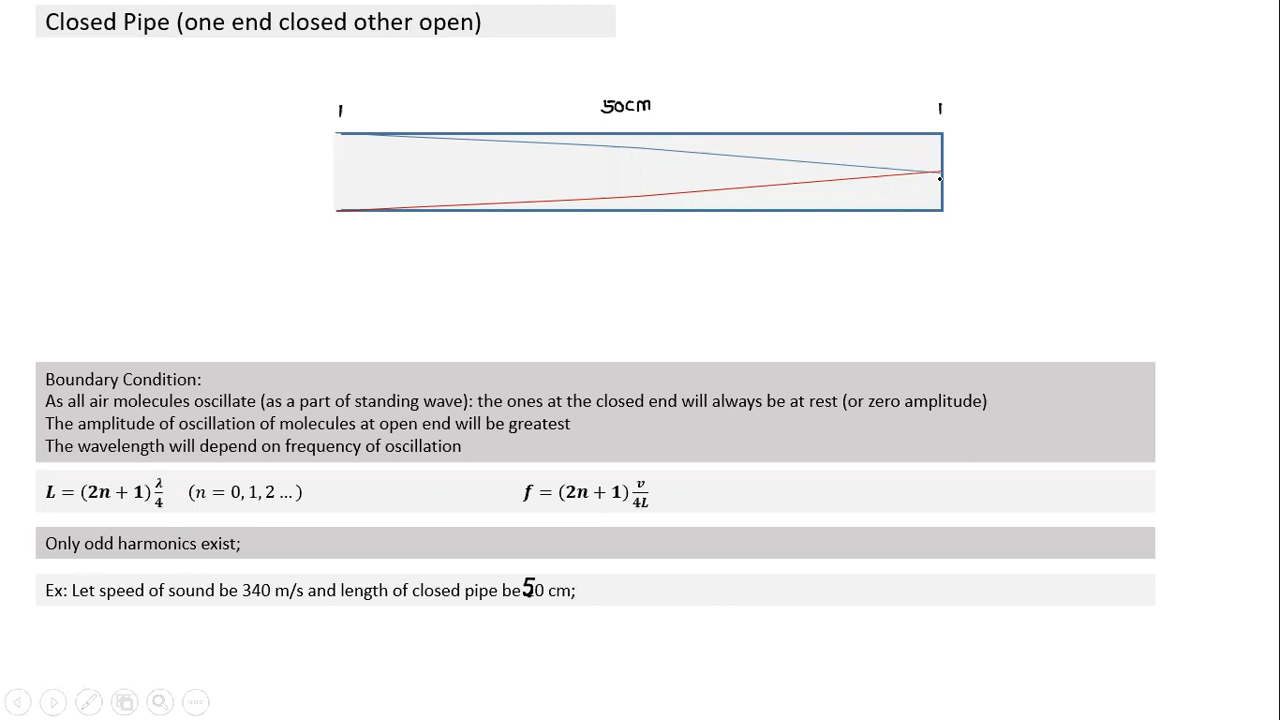 Closed Pipe (one end closed other open)
50cm
Boundary Condition:
As all air molecules oscillate (as a part of standing wave): the ones at the closed end will always be at rest (or zero amplitude)
The amplitude of oscillation of molecules at open end will be greatest
The wavelength will depend on frequency of oscillation
L = (2n + 1) λ/4 (n = 0, 1, 2 ...) f = (2n + 1) v/4L
Only odd harmonics exist;
Ex: Let speed of sound be 340 m/s and length of closed pipe be 50 cm;